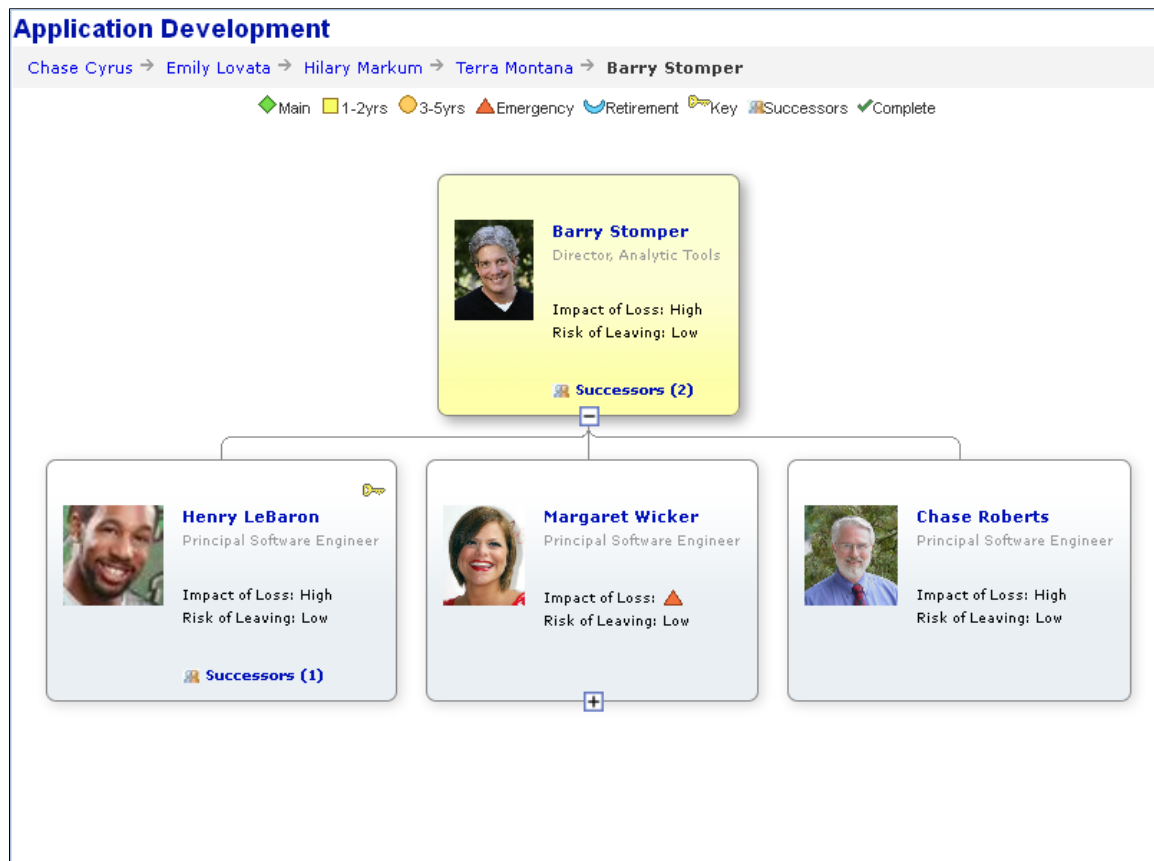 Application Development
Chase Cyrus Emily Lovata Hilary Markum Terra Montana Barry Stomper
Main 1-2yrs 3-5yrs Emergency Retirement Key Successors Complete
Barry Stomper
Director, Analytic Tools
Impact of Loss: High
Risk of Leaving: Low
Successors (2)
Henry LeBaron
Principal Software Engineer
Impact of Loss: High
Risk of Leaving: Low
Successors (1)
Margaret Wicker
Principal Software Engineer
Impact of Loss:
Risk of Leaving: Low
Chase Roberts
Principal Software Engineer
Impact of Loss: High
Risk of Leaving: Low